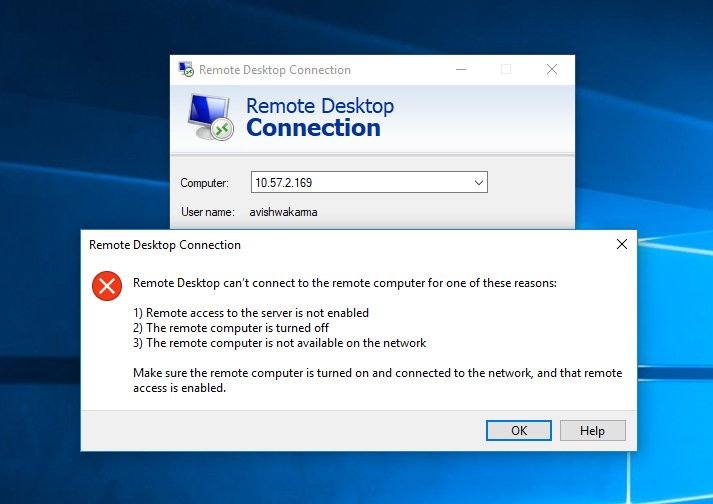 Remote Desktop Connection
Remote Desktop
Connection
Computer: 10.57.2.169
User name: avishwakarma
Remote Desktop Connection
Remote Desktop can't connect to the remote computer for one of these reasons:
1) Remote access to the server is not enabled
2) The remote computer is turned off
3) The remote computer is not available on the network
Make sure the remote computer is turned on and connected to the network, and that remote
access is enabled.
OK Help